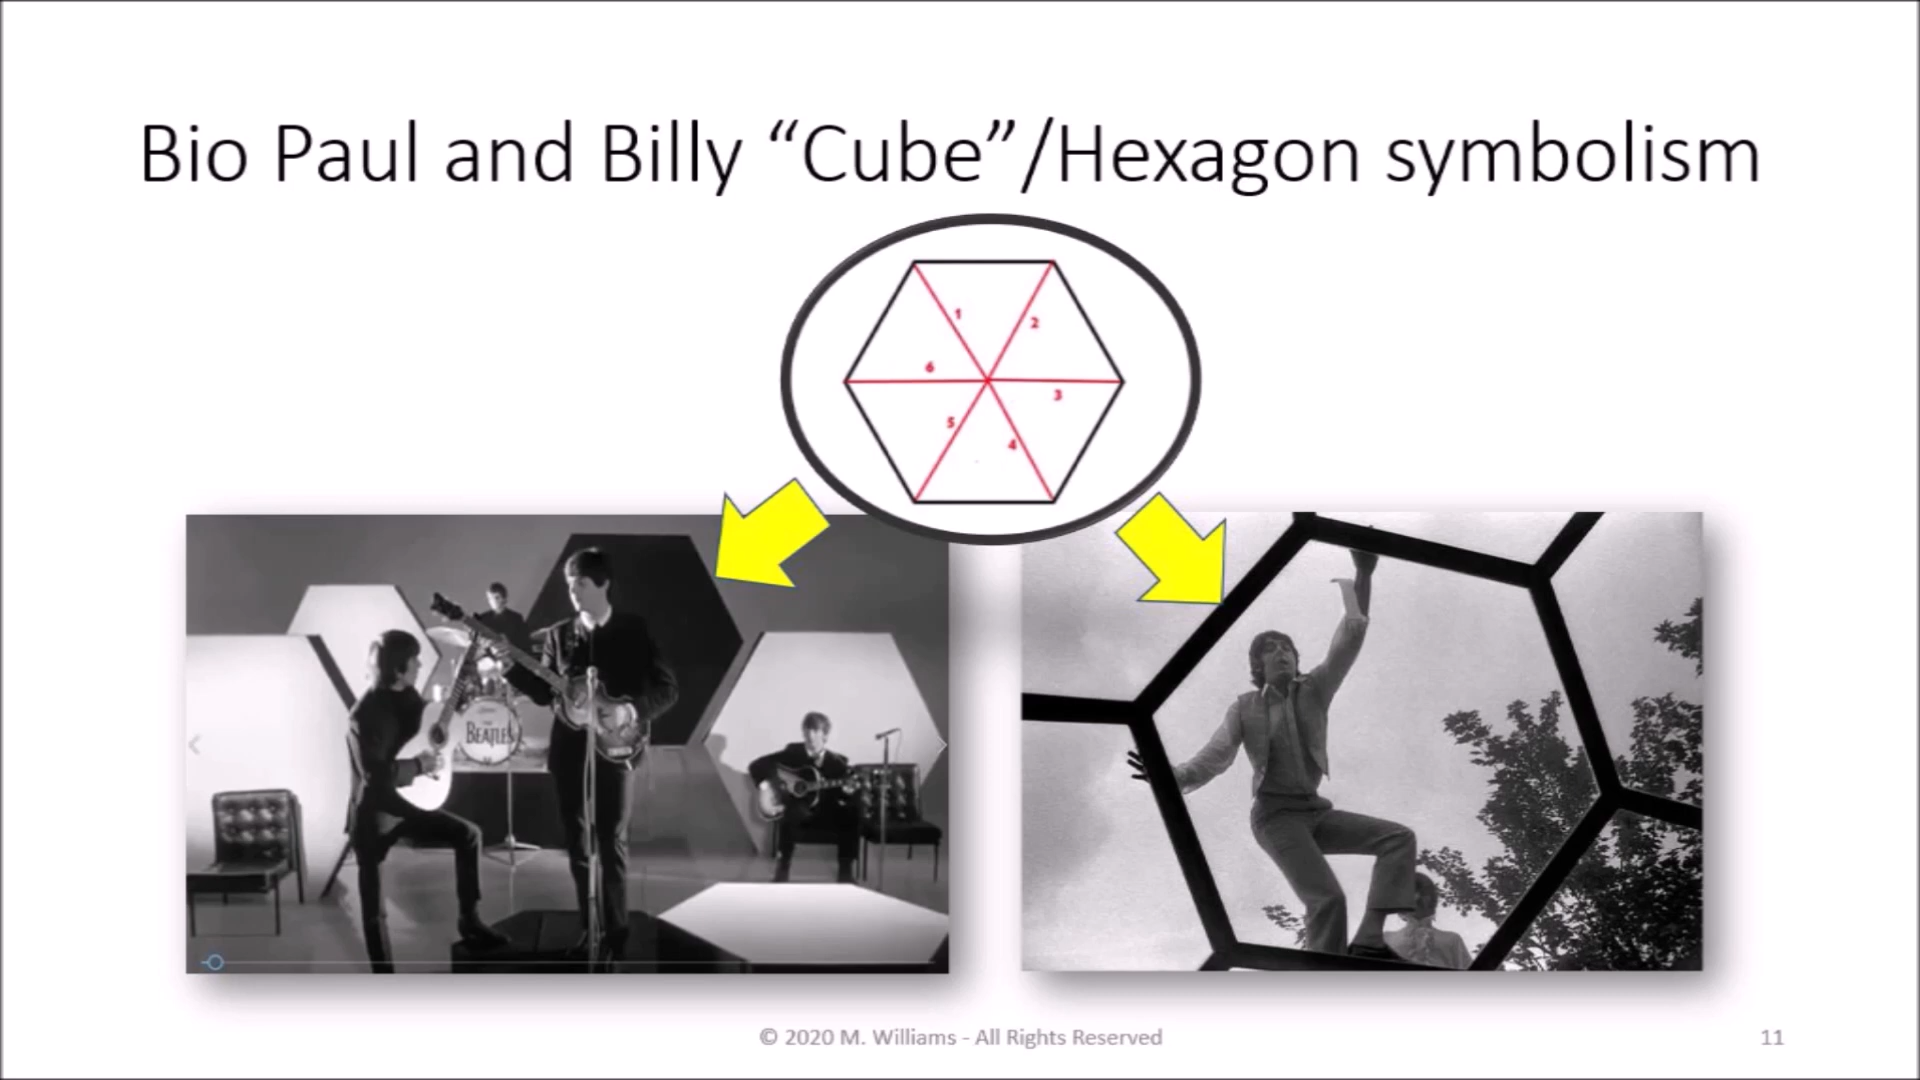 Bio Paul and Billy “Cube”/Hexagon symbolism
1
2
6
3
5
4
THE
BEATLES
© 2020 M. Williams - All Rights Reserved
11